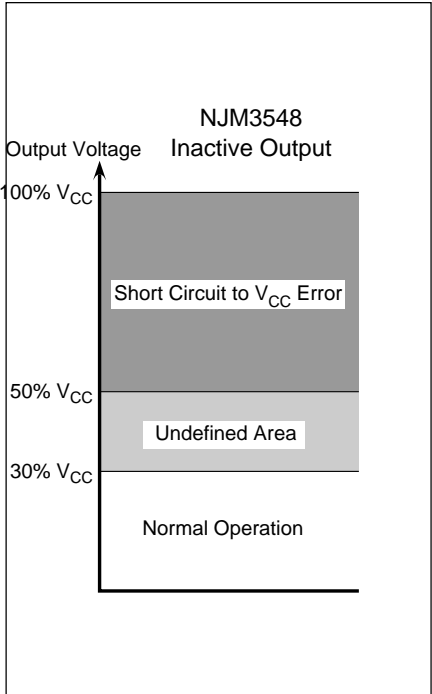 NJM3548
Inactive Output
Output Voltage
100% VCC
Short Circuit to VCC Error
50% VCC
Undefined Area
30% VCC
Normal Operation